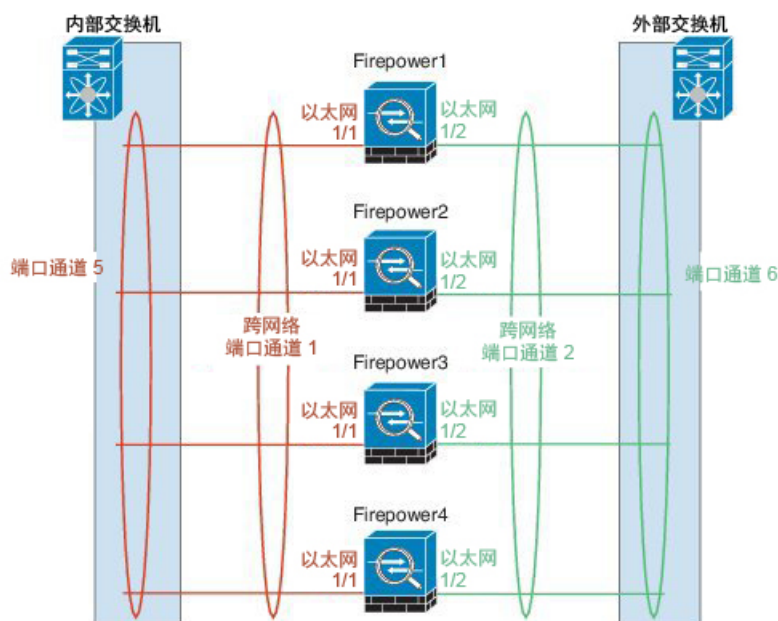 内部交换机
外部交换机
Firepower1
以太网
1/1
以太网
1/2
Firepower2
以太网
1/1
以太网
1/2
端口通道 5
端口通道 6
跨网络
端口通道 1
跨网络
端口通道 2
Firepower3
以太网
1/1
以太网
1/2
Firepower4
以太网
1/1
以太网
1/2